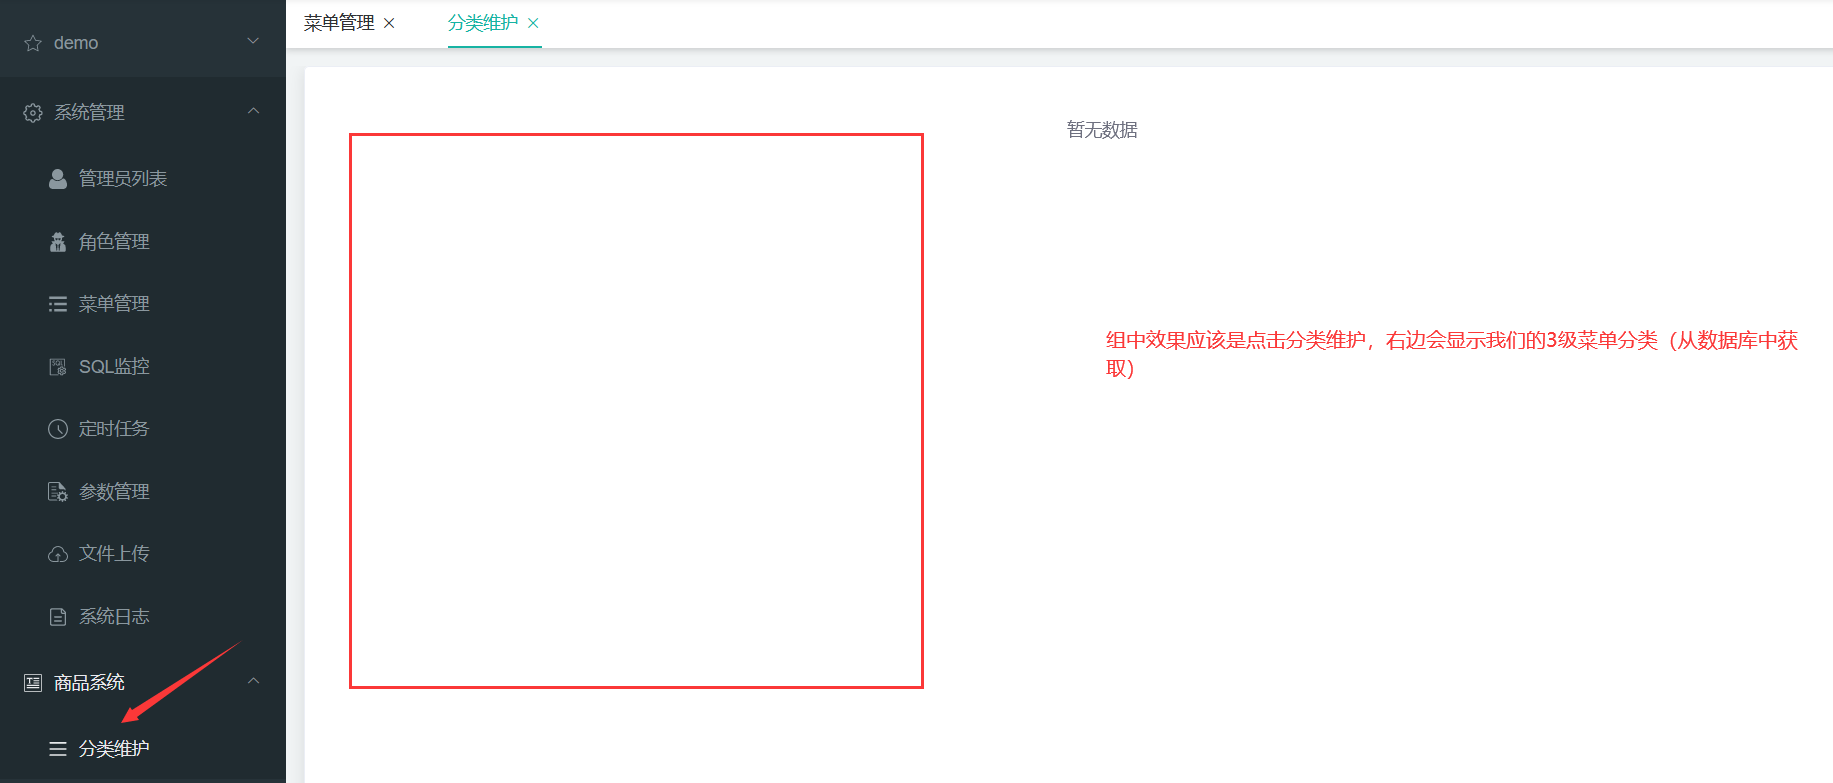 demo
系统管理
管理员列表
角色管理
菜单管理
SQL监控
定时任务
参数管理
文件上传
系统日志
商品系统
分类维护
菜单管理
分类维护
暂无数据
组中效果应该是点击分类维护，右边会显示我们的3级菜单分类（从数据库中获
取）